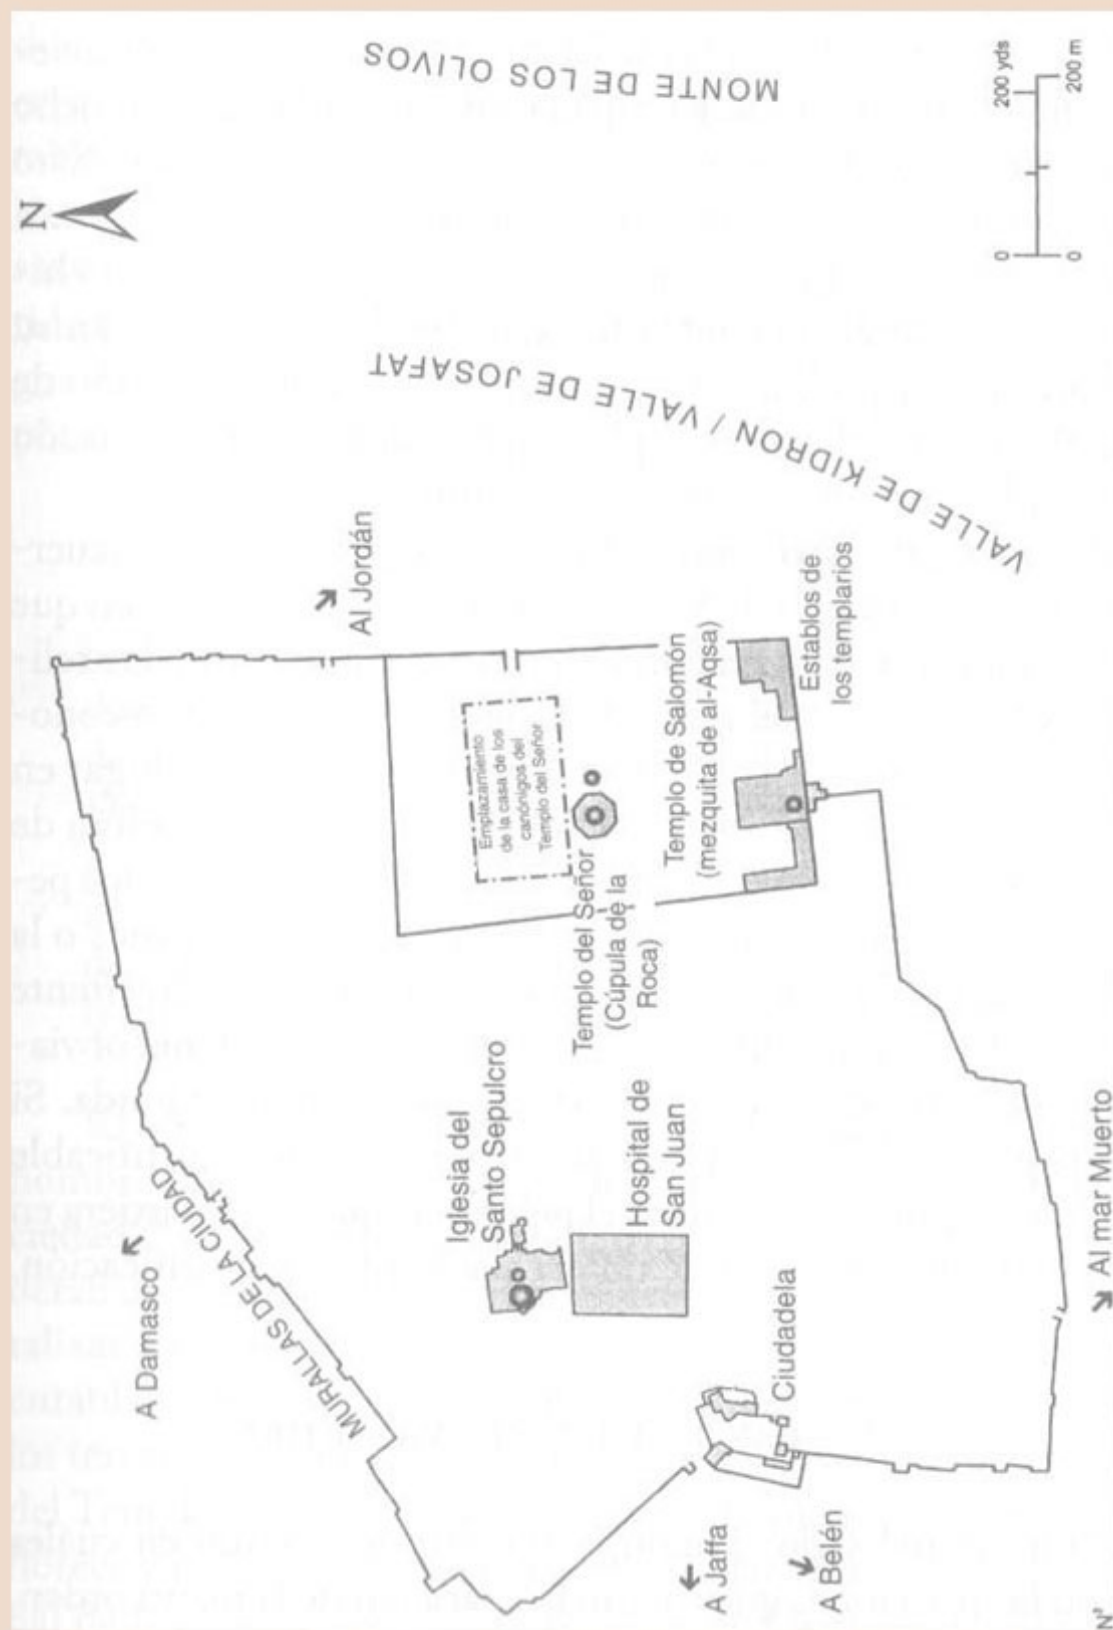 N
A Damasco
MURALLAS DE LA CIUDAD
Al Jordán
MONTE DE LOS OLIVOS
VALLE DE KIDRON / VALLE DE JOSAFAT
Iglesia del
Santo Sepulcro
Emplazamiento
de la casa de los
canónigos del
Templo del Señor
Templo del Señor
(Cúpula de la
Roca)
Hospital de
San Juan
Templo de Salomón
(mezquita de al-Aqsa)
Establos de
los templarios
Ciudadela
A Jaffa
A Belén
Al mar Muerto
0 200 yds
0 200 m